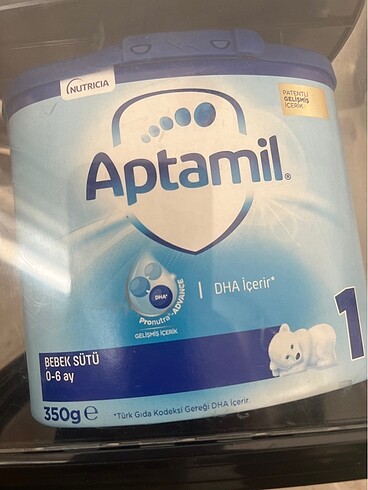 NUTRICIA
PATENTLİ
GELİŞMİŞ
İÇERİK
Aptamil®
DHA+
Pronutra-ADVANCE
GELİŞMİŞ İÇERİK
DHA İçerir*
1
BEBEK SÜTÜ
0-6 ay
350g e
*Türk Gıda Kodeksi Gereği DHA içerir.